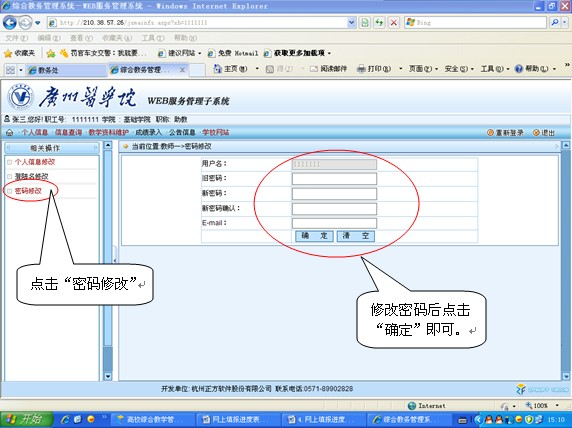 综合教务管理系统--WEB服务管理系统 - Windows Internet Explorer
http://210.38.57.26/jsmainfs.aspx?xh=1111111
Bing
文件(F) 编辑(E) 查看(V) 收藏夹(A) 工具(T) 帮助(H)
收藏夹 罚官车女交警:我就要... 建议网站 免费 Hotmail 获取更多附加项
教务处 综合教务管理... 主页(M) 阅读邮件 打印(R) 页面(P) 安全(S) 工具(O) 帮助(L)
广州医学院 WEB服务管理子系统
张三,您好!职工号: 1111111 学院 : 基础学院 职称: 助教
个人信息 信息查询 教学资料维护 成绩录入 公告信息 学校网站 重新登录 退出
相关操作
个人信息修改
登陆名修改
密码修改
当前位置:教师--->密码修改
用户名:
1111111
旧密码:
新密码:
新密码确认:
E-mail:
确 定 清 空
点击“密码修改”
修改密码后点击
“确定”即可。
开发单位: 杭州正方软件股份有限公司 联系电话:0571-89902828
Internet 100%
开始 高校综合教学管... 网上填报进度表... 4. 网上填报进度... 综合教务管理系... 15:10